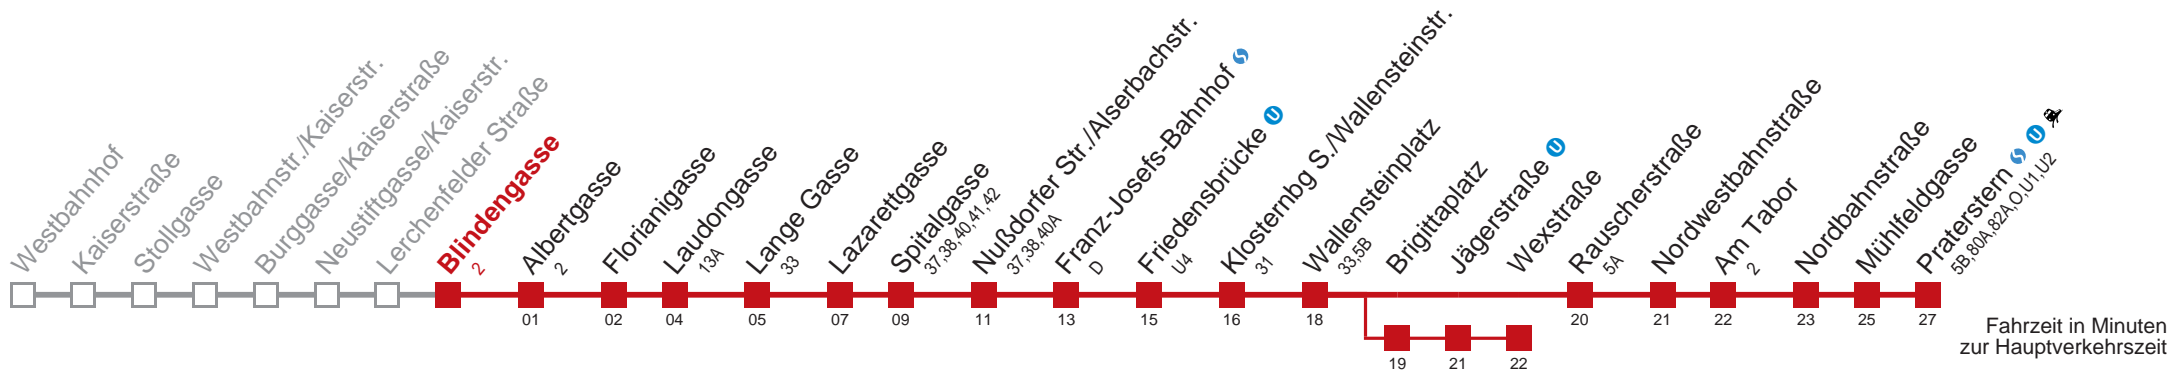 Westbahnhof
Kaiserstraße
Stollgasse
Westbahnstr./Kaiserstr.
Burggasse/Kaiserstraße
Neustiftgasse/Kaiserstr.
Lerchenfelder Straße
Blindengasse
2
Albertgasse
2
Florianigasse
Laudongasse
13A
Lange Gasse
33
Lazarettgasse
Spitalgasse
37,38,40,41,42
Nußdorfer Str./Alserbachstr.
37,38,40A
Franz-Josefs-Bahnhof S
D
Friedensbrücke U
U4
Klosternbg S./Wallensteinstr.
31
Wallensteinplatz
33,5B
Brigittaplatz
Jägerstraße U
Wexstraße
Rauscherstraße
5A
Nordwestbahnstraße
Am Tabor
2
Nordbahnstraße
Mühlfeldgasse
Praterstern S U
5B,80A,82A,O,U1,U2
01 02 04 05 07 09 11 13 15 16 18 20 21 22 23 25 27
19 21 22
Fahrzeit in Minuten
zur Hauptverkehrszeit